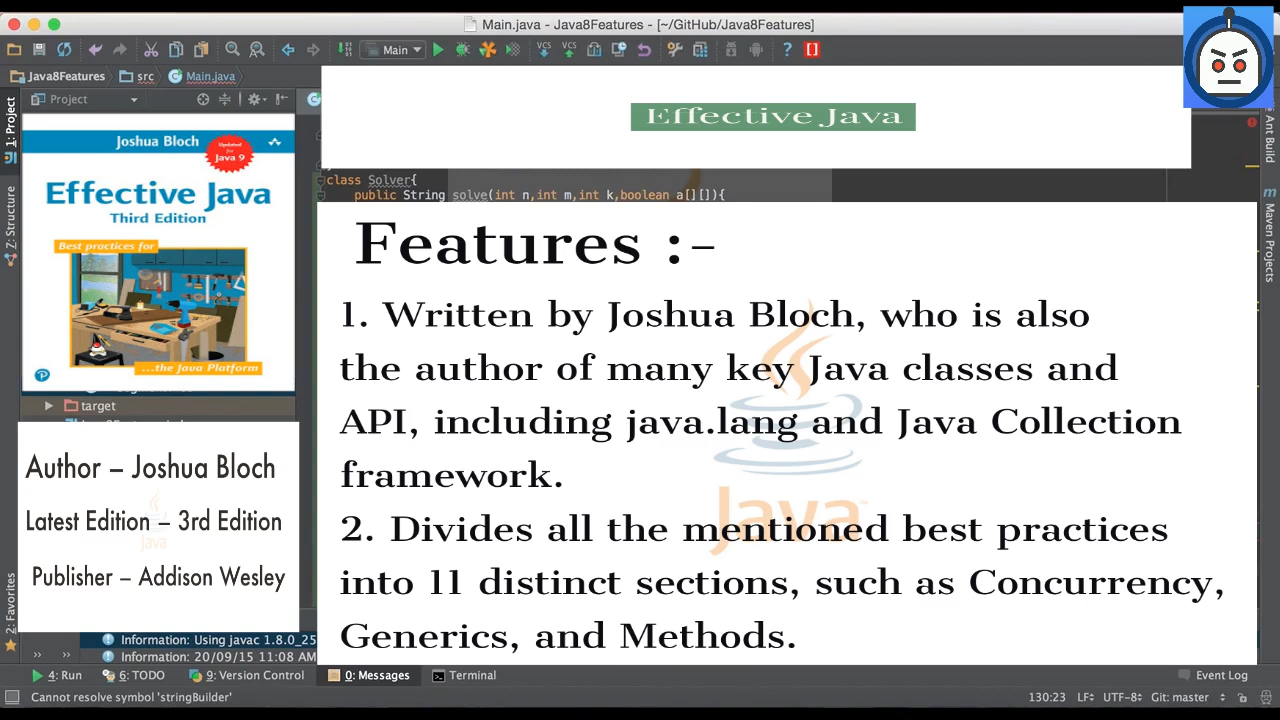 Main.java - Java8Features - [~/GitHub/Java8Features]
Main
VCS VCS
?
Java8Features src Main.java
Project
1: Project
Z: Structure
2: Favorites
Ant Build
Maven Projects
Joshua Bloch
Updated
for
Java 9
Effective Java
Third Edition
Best practices for
...the Java Platform
target
Effective Java
class Solver{
public String solve(int n,int m,int k,boolean a[][]){
Features :-
1. Written by Joshua Bloch, who is also
the author of many key Java classes and
API, including java.lang and Java Collection
framework.
2. Divides all the mentioned best practices
into 11 distinct sections, such as Concurrency,
Generics, and Methods.
Java
Author – Joshua Bloch
Latest Edition – 3rd Edition
Publisher – Addison Wesley
Java
Information: Using javac 1.8.0_25
Information: 20/09/15 11:08 AM
4: Run 6: TODO 9: Version Control 0: Messages Terminal Event Log
Cannot resolve symbol 'stringBuilder' 130:23 LF UTF-8 Git: master